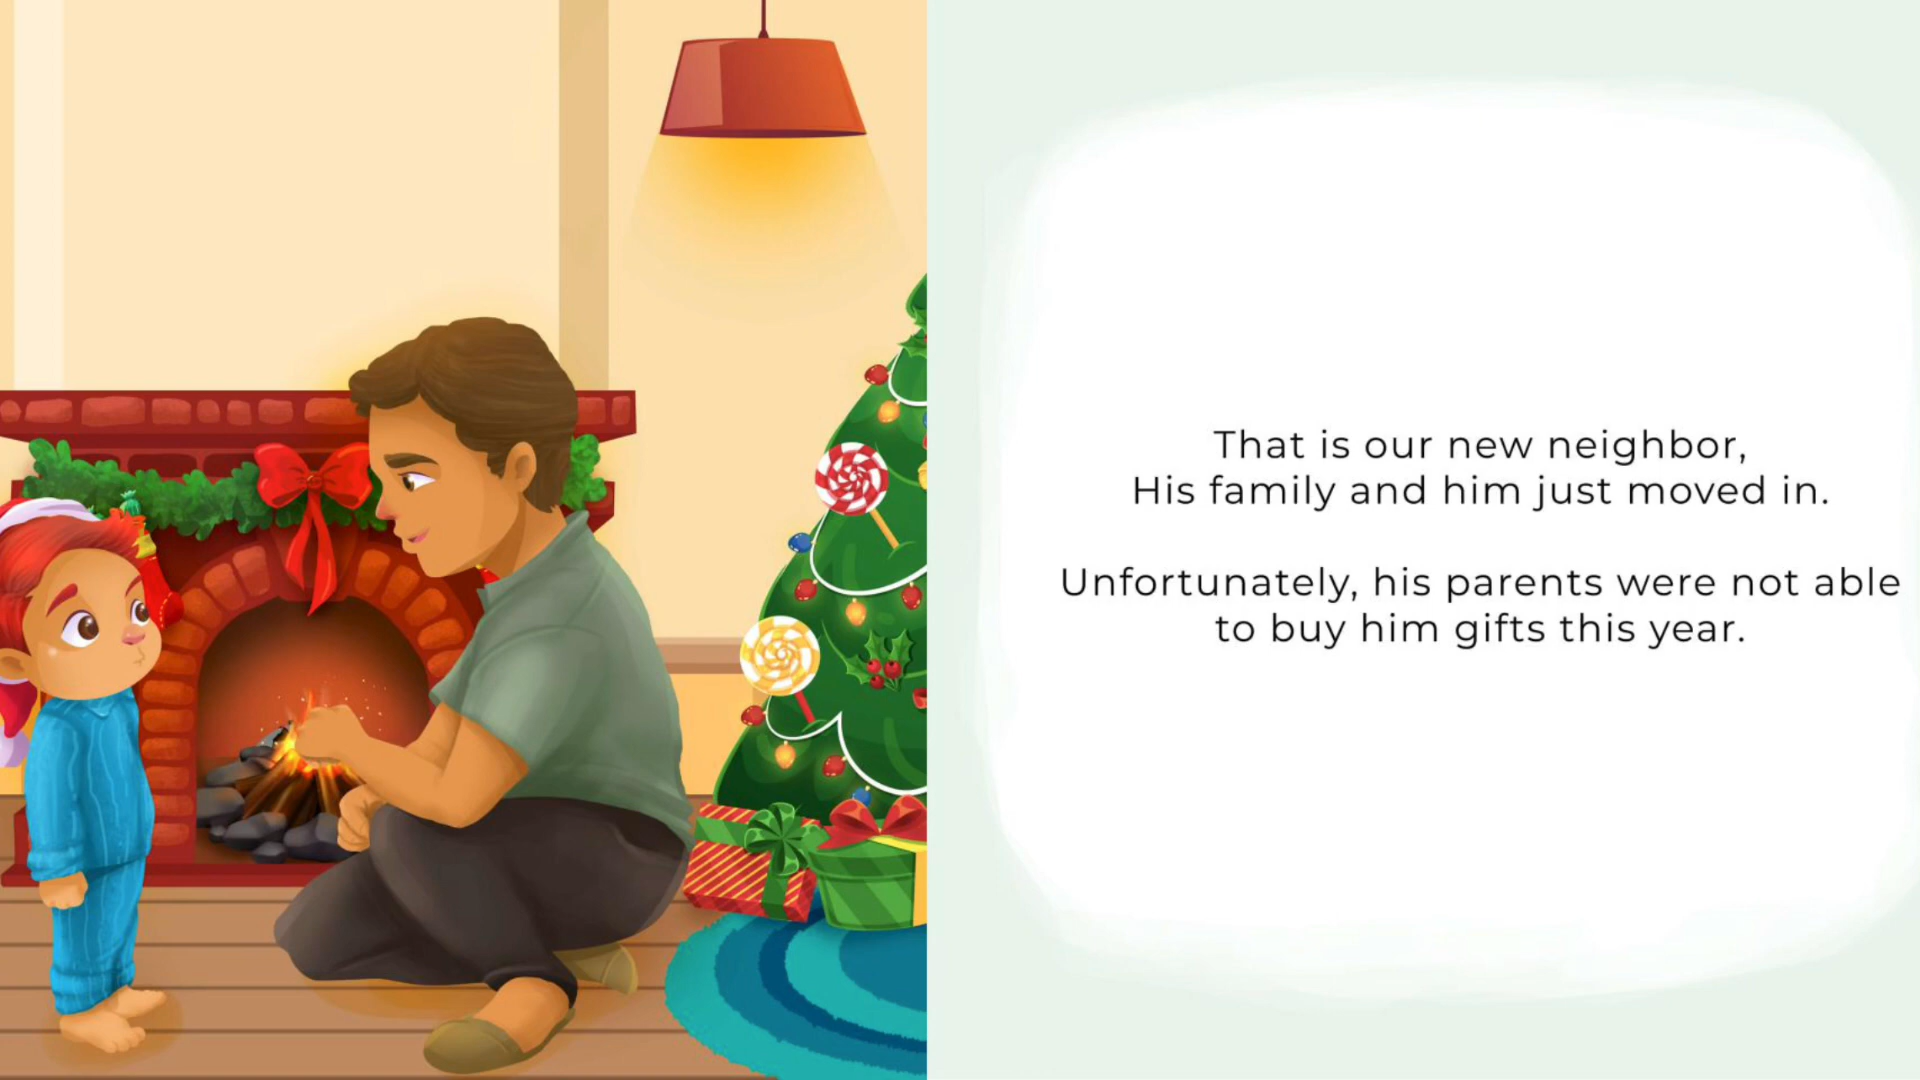 That is our new neighbor,
His family and him just moved in.
Unfortunately, his parents were not able
to buy him gifts this year.